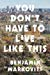 YOU DON'T
HAVE TO
LIVE
LIKE THIS
BENJAMIN
MARKOVITS